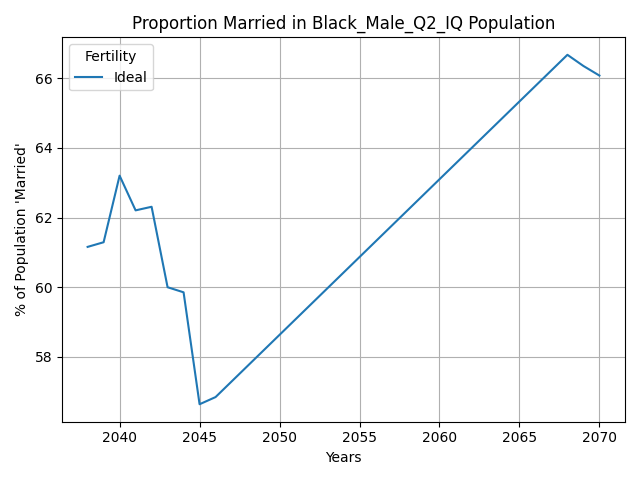 Proportion Married in Black_Male_Q2_IQ Population
Fertility
Ideal
% of Population 'Married'
66
64
62
60
58
2040
2045
2050
2055
2060
2065
2070
Years